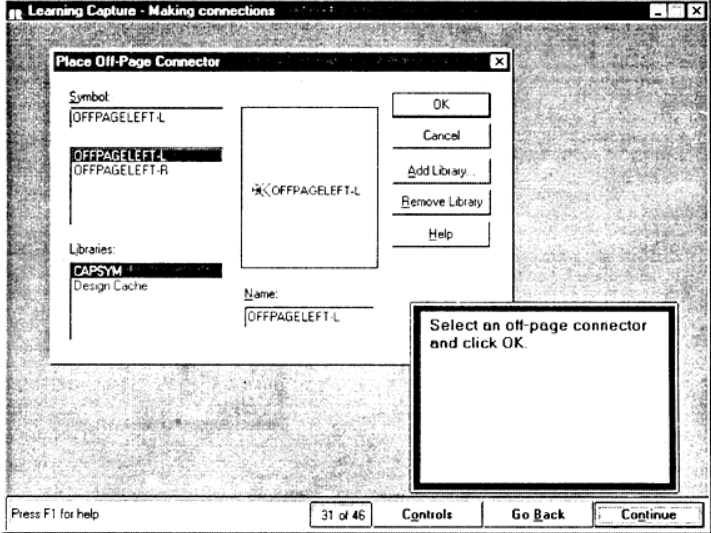 Learning Capture - Making connections
Place Off-Page Connector
Symbol:
OFFPAGELEFT-L
OFFPAGELEFT-L
OFFPAGELEFT-R
Libraries:
CAPSYM
Design Cache
OFFPAGELEFT-L
Name:
OFFPAGELEFT-L
OK
Cancel
Add Library...
Remove Library
Help
Select an off-page connector
and click OK.
Press F1 for help
31 of 46
Controls
Go Back
Continue